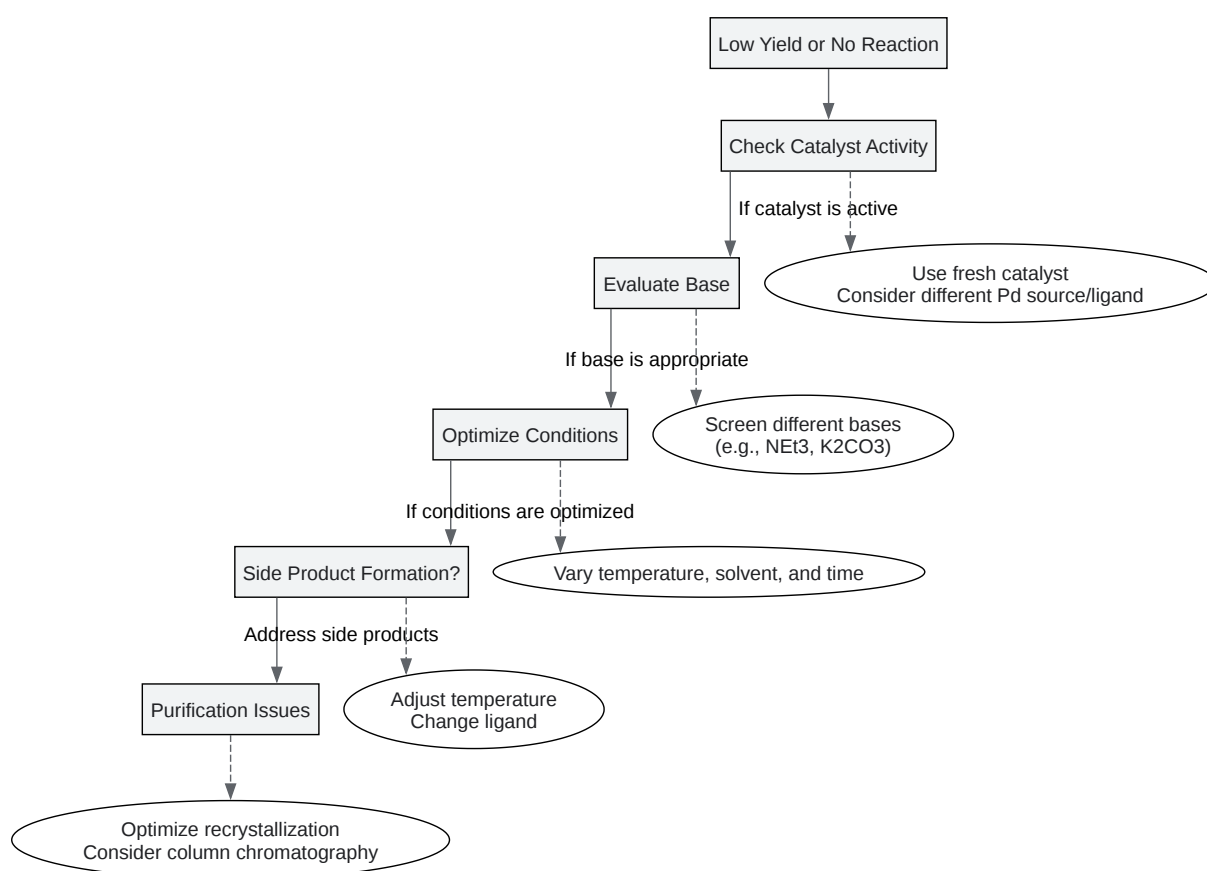 Low Yield or No Reaction
Check Catalyst Activity
If catalyst is active
Evaluate Base
Use fresh catalyst
Consider different Pd source/ligand
If base is appropriate
Optimize Conditions
Screen different bases
(e.g., NEt3, K2CO3)
If conditions are optimized
Side Product Formation?
Vary temperature, solvent, and time
Address side products
Purification Issues
Adjust temperature
Change ligand
Optimize recrystallization
Consider column chromatography